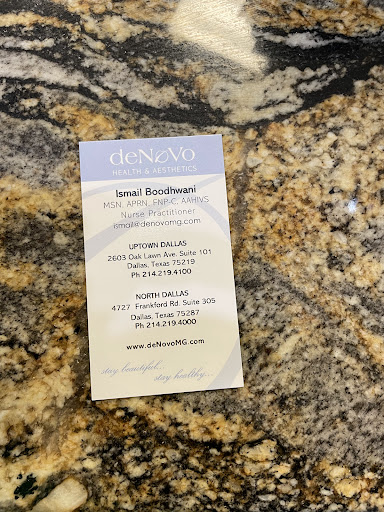 deNovo
HEALTH & AESTHETICS
Ismail Boodhwani
MSN, APRN, FNP-C, AAHIVS
Nurse Practitioner
ismail@denovomg.com
UPTOWN DALLAS
2603 Oak Lawn Ave. Suite 101
Dallas, Texas 75219
Ph 214.219.4100
NORTH DALLAS
4727 Frankford Rd. Suite 305
Dallas, Texas 75287
Ph 214.219.4000
www.deNovoMG.com
stay beautiful...
stay healthy...